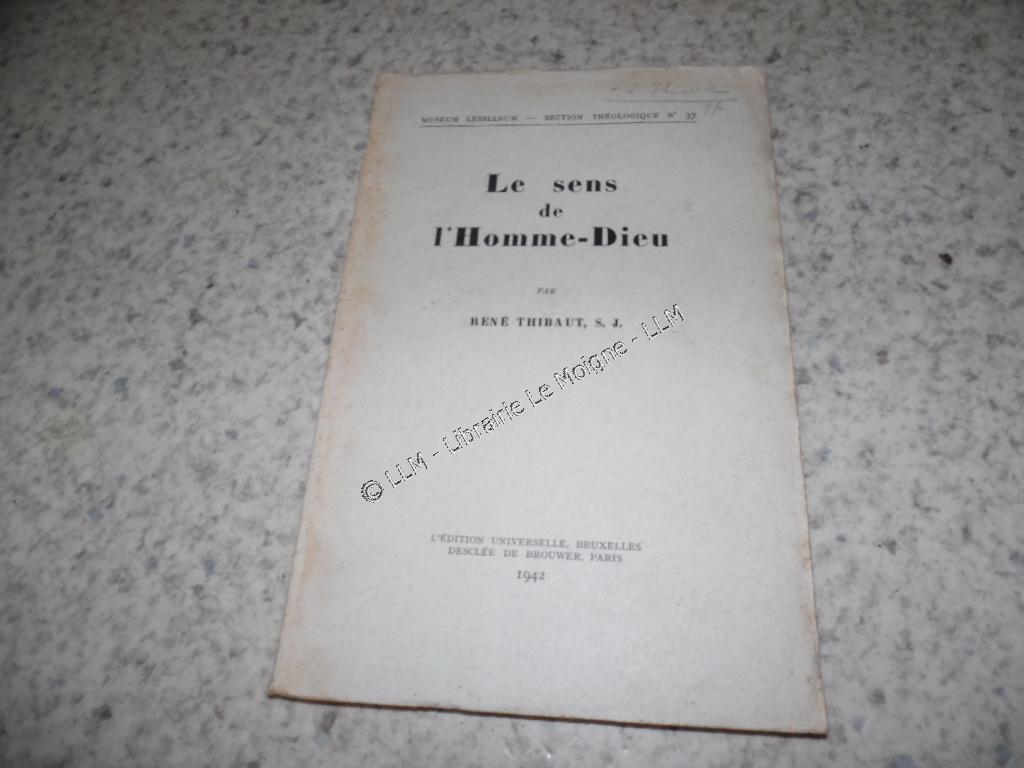 MUSEUM LESSIANUM — SECTION THÉOLOGIQUE N° 37
Le sens
de
l'Homme-Dieu
PAR
RENÉ THIBAUT, S. J.
© LLM - Librairie Le Moigne - LLM
L'ÉDITION UNIVERSELLE, BRUXELLES
DESCLÉE DE BROUWER, PARIS
1942